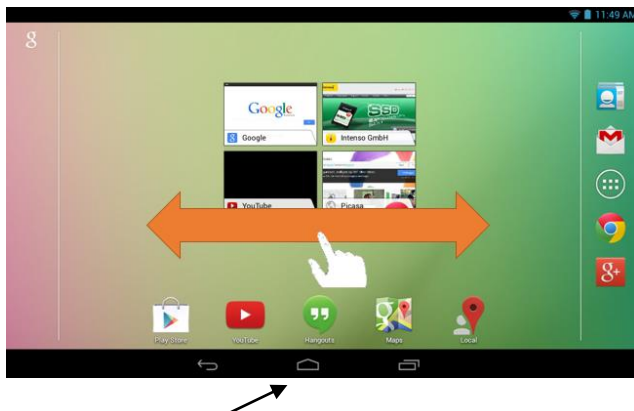 11:49 AM
g
Google
SSD
Google
Intenso GmbH
YouTube
Picasa
g+
Play Store
YouTube
Hangouts
Maps
Local